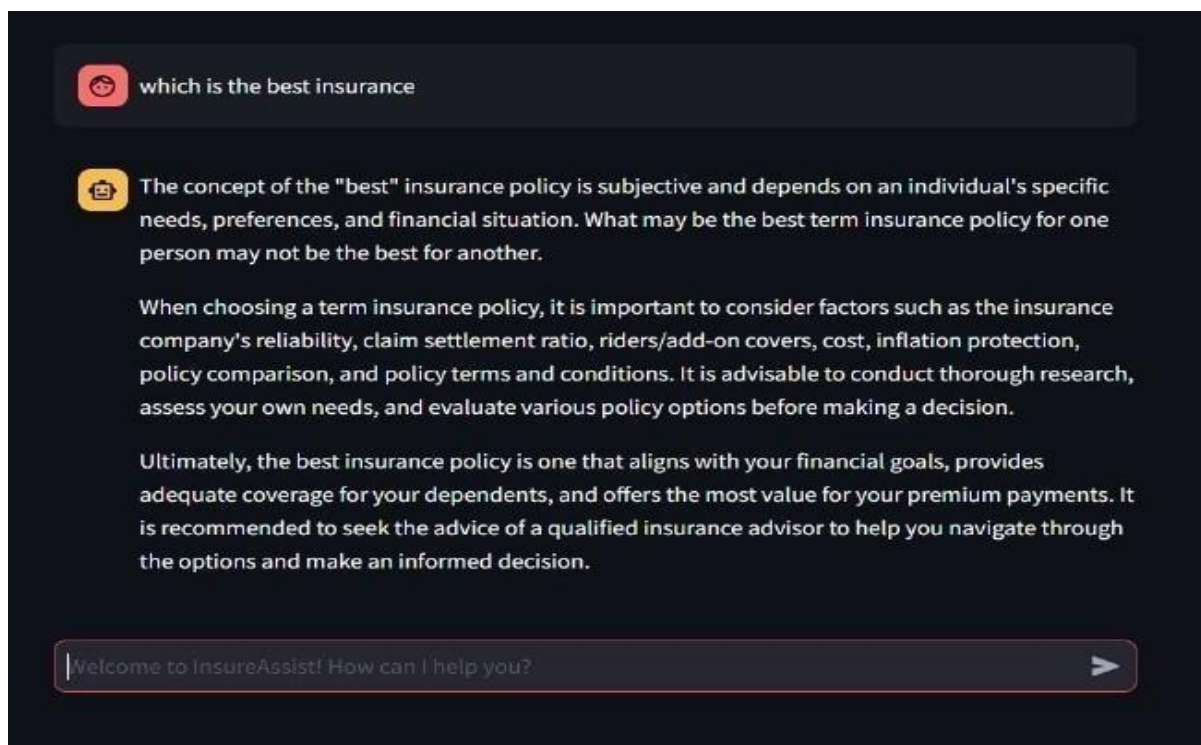 which is the best insurance
The concept of the "best" insurance policy is subjective and depends on an individual's specific
needs, preferences, and financial situation. What may be the best term insurance policy for one
person may not be the best for another.
When choosing a term insurance policy, it is important to consider factors such as the insurance
company's reliability, claim settlement ratio, riders/add-on covers, cost, inflation protection,
policy comparison, and policy terms and conditions. It is advisable to conduct thorough research,
assess your own needs, and evaluate various policy options before making a decision.
Ultimately, the best insurance policy is one that aligns with your financial goals, provides
adequate coverage for your dependents, and offers the most value for your premium payments. It
is recommended to seek the advice of a qualified insurance advisor to help you navigate through
the options and make an informed decision.
Welcome to InsureAssist! How can I help you?